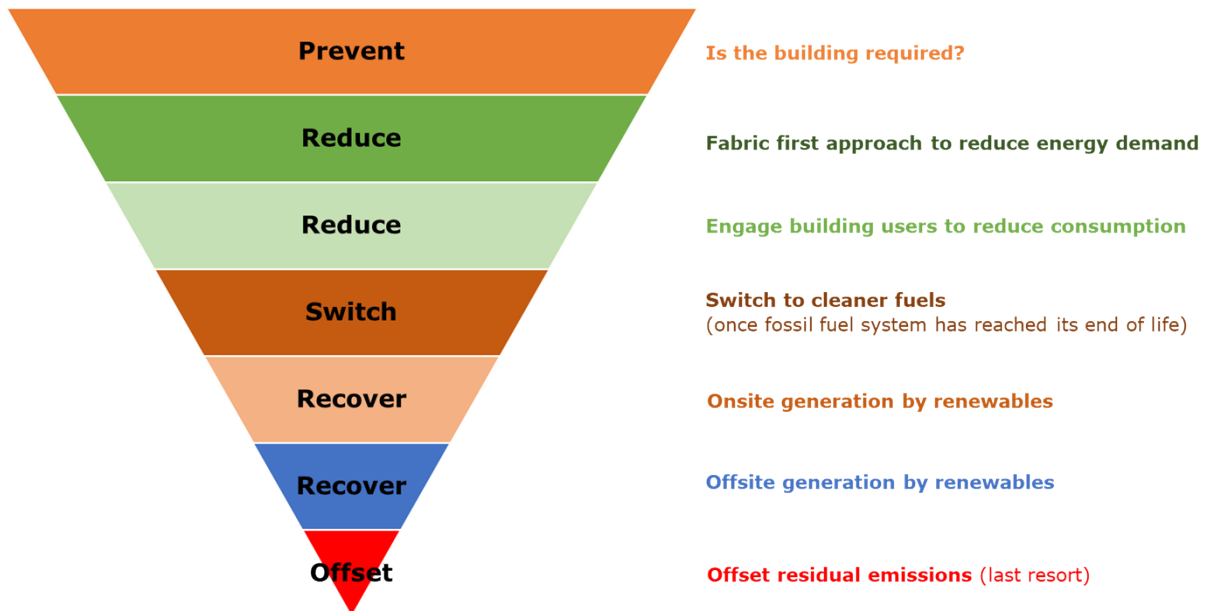 Prevent
Is the building required?
Reduce
Fabric first approach to reduce energy demand
Reduce
Engage building users to reduce consumption
Switch
Switch to cleaner fuels
(once fossil fuel system has reached its end of life)
Recover
Onsite generation by renewables
Recover
Offsite generation by renewables
Offset
Offset residual emissions (last resort)